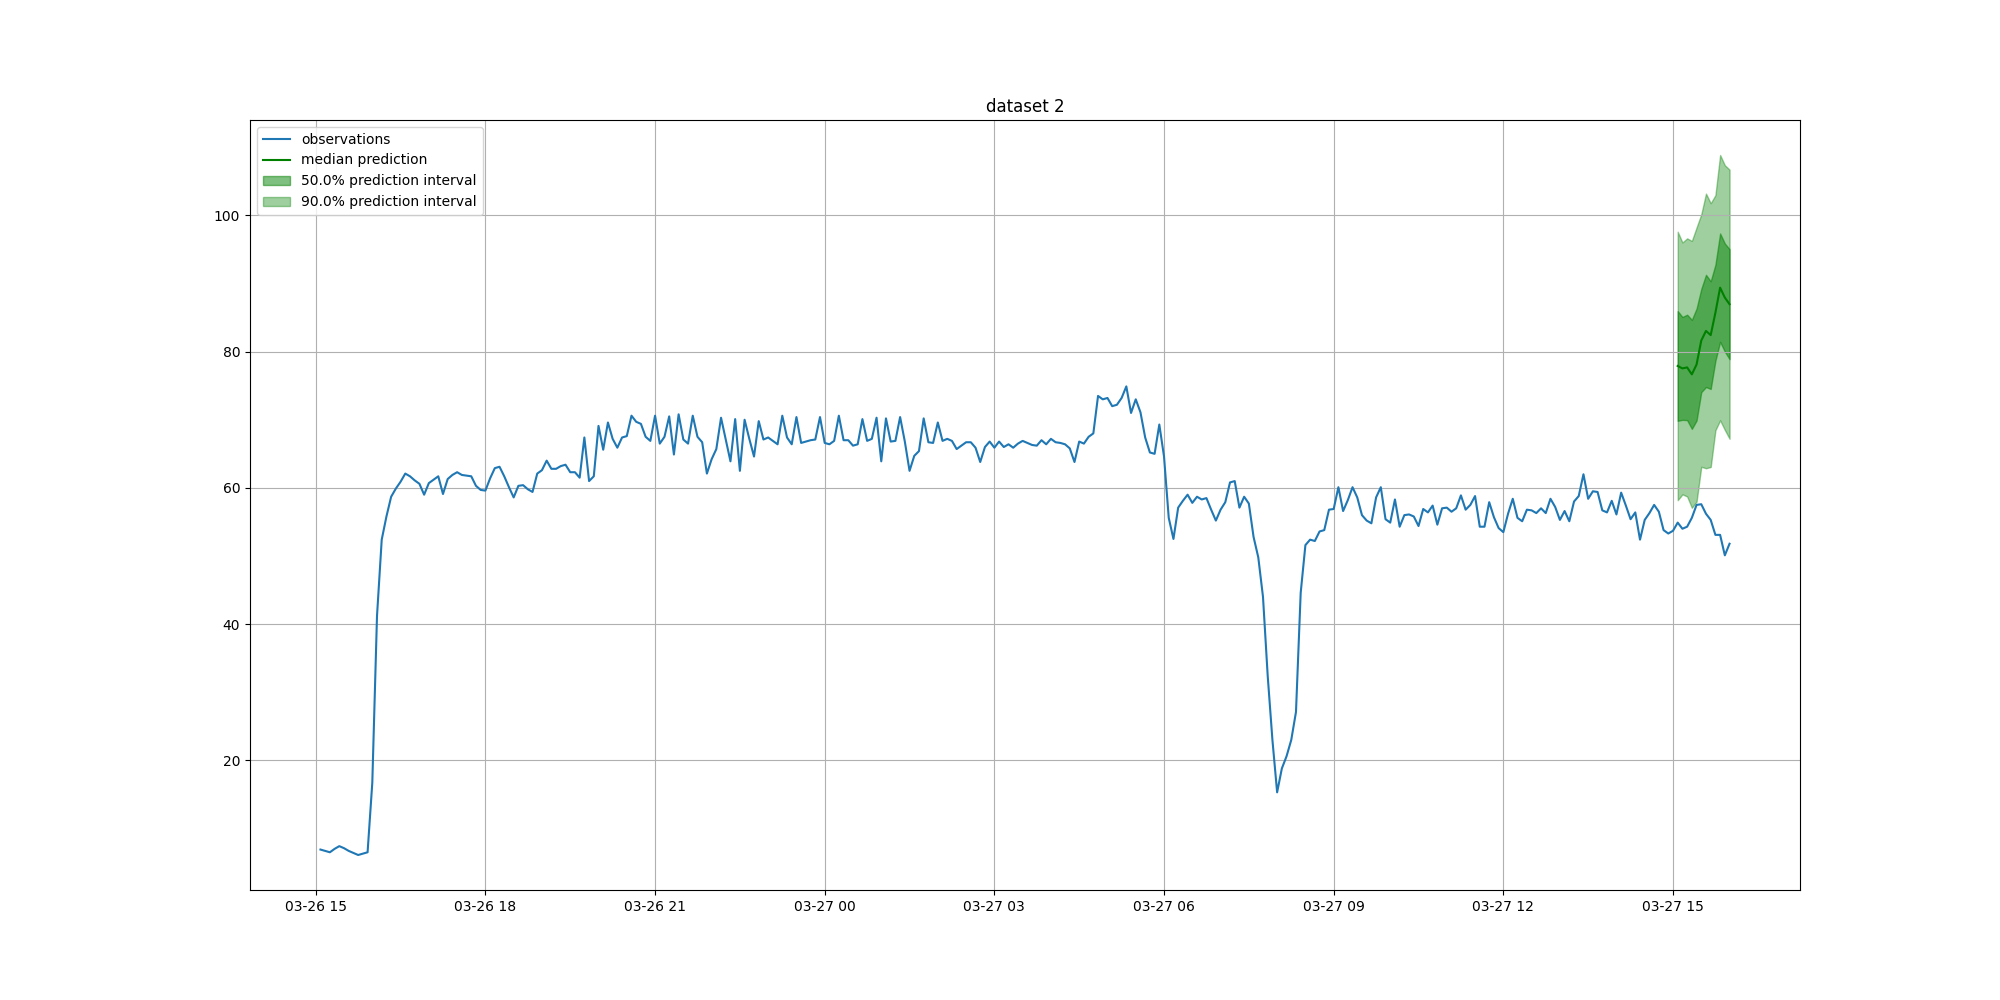 dataset 2
observations
median prediction
50.0% prediction interval
90.0% prediction interval
100
80
60
40
20
03-26 15
03-26 18
03-26 21
03-27 00
03-27 03
03-27 06
03-27 09
03-27 12
03-27 15